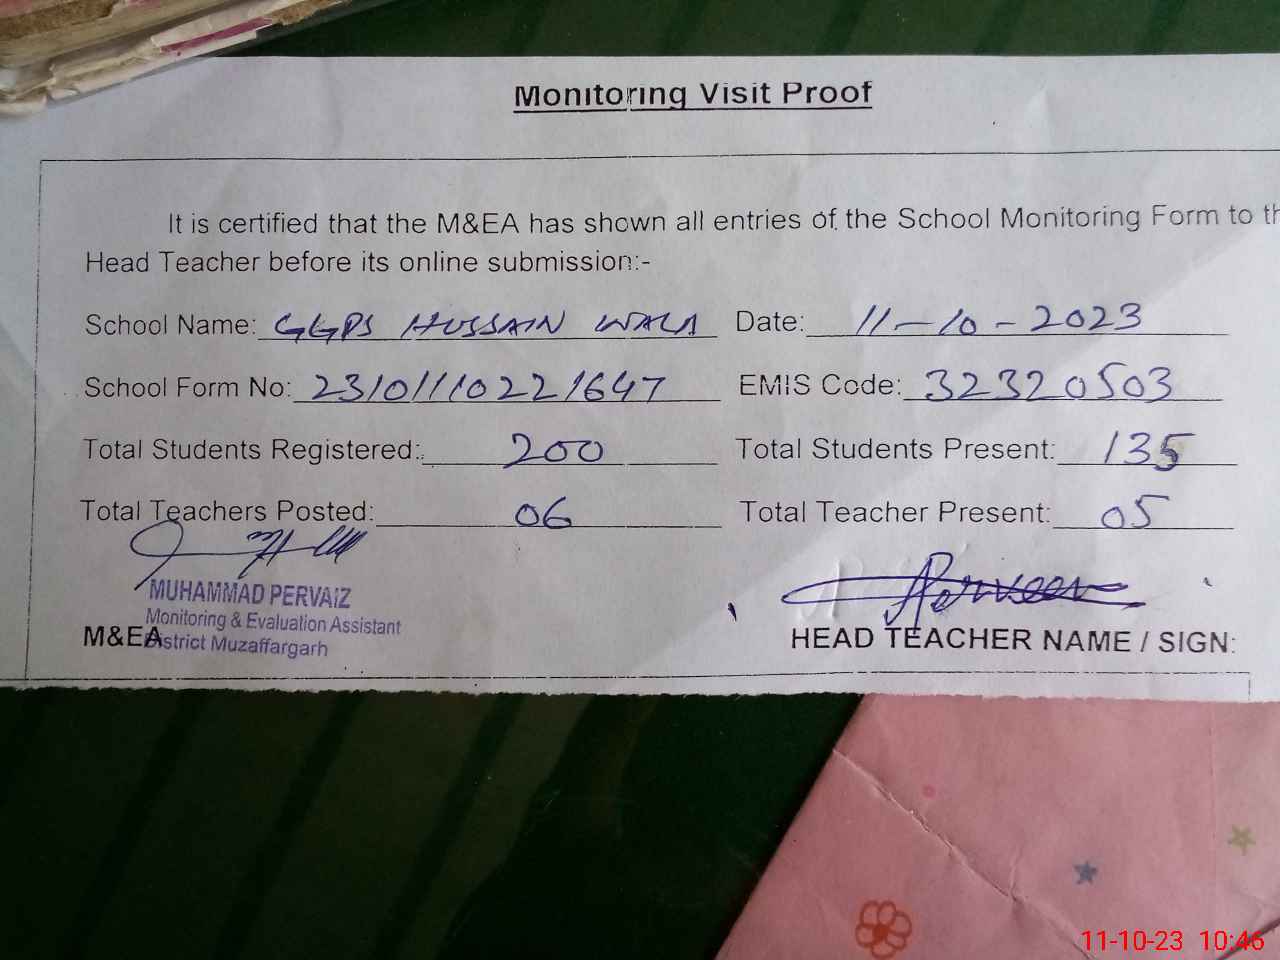 Monitoring Visit Proof
It is certified that the M&EA has shown all entries of the School Monitoring Form to th
Head Teacher before its online submission:-
School Name: GGPS HUSSAIN WALA Date: 11-10-2023
School Form No: 2310111022 1647 EMIS Code: 32320503
Total Students Registered: 200 Total Students Present: 135
Total Teachers Posted: 06 Total Teacher Present: 05
MUHAMMAD PERVAIZ
Monitoring & Evaluation Assistant
District Muzaffargarh
Perveen
M&EA HEAD TEACHER NAME / SIGN:
11-10-23 10:46